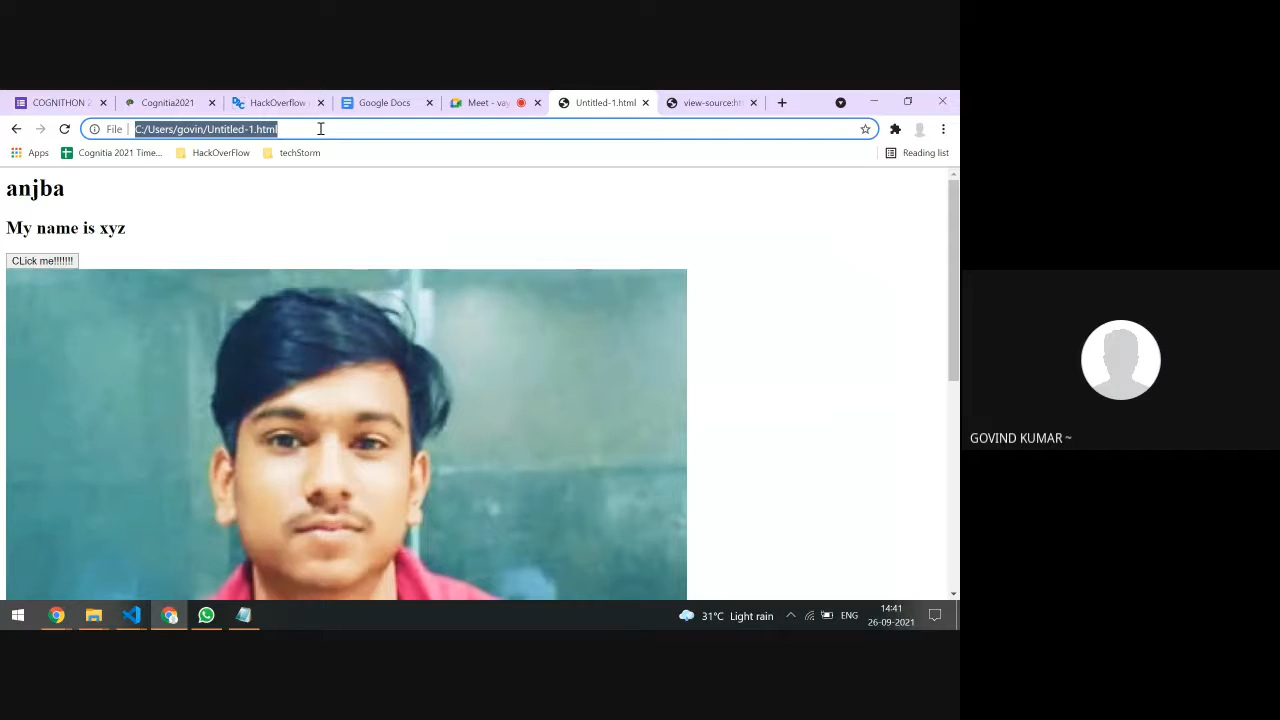 COGNITHON 2
Cognitia2021
HackOverflow
Google Docs
Meet - vay
Untitled-1.html
view-source:ht
File
C:/Users/govin/Untitled-1.html
Apps
Cognitia 2021 Time...
HackOverFlow
techStorm
Reading list
anjba
My name is xyz
CLick me!!!!!!!
GOVIND KUMAR ~
31°C Light rain
ENG
14:41
26-09-2021